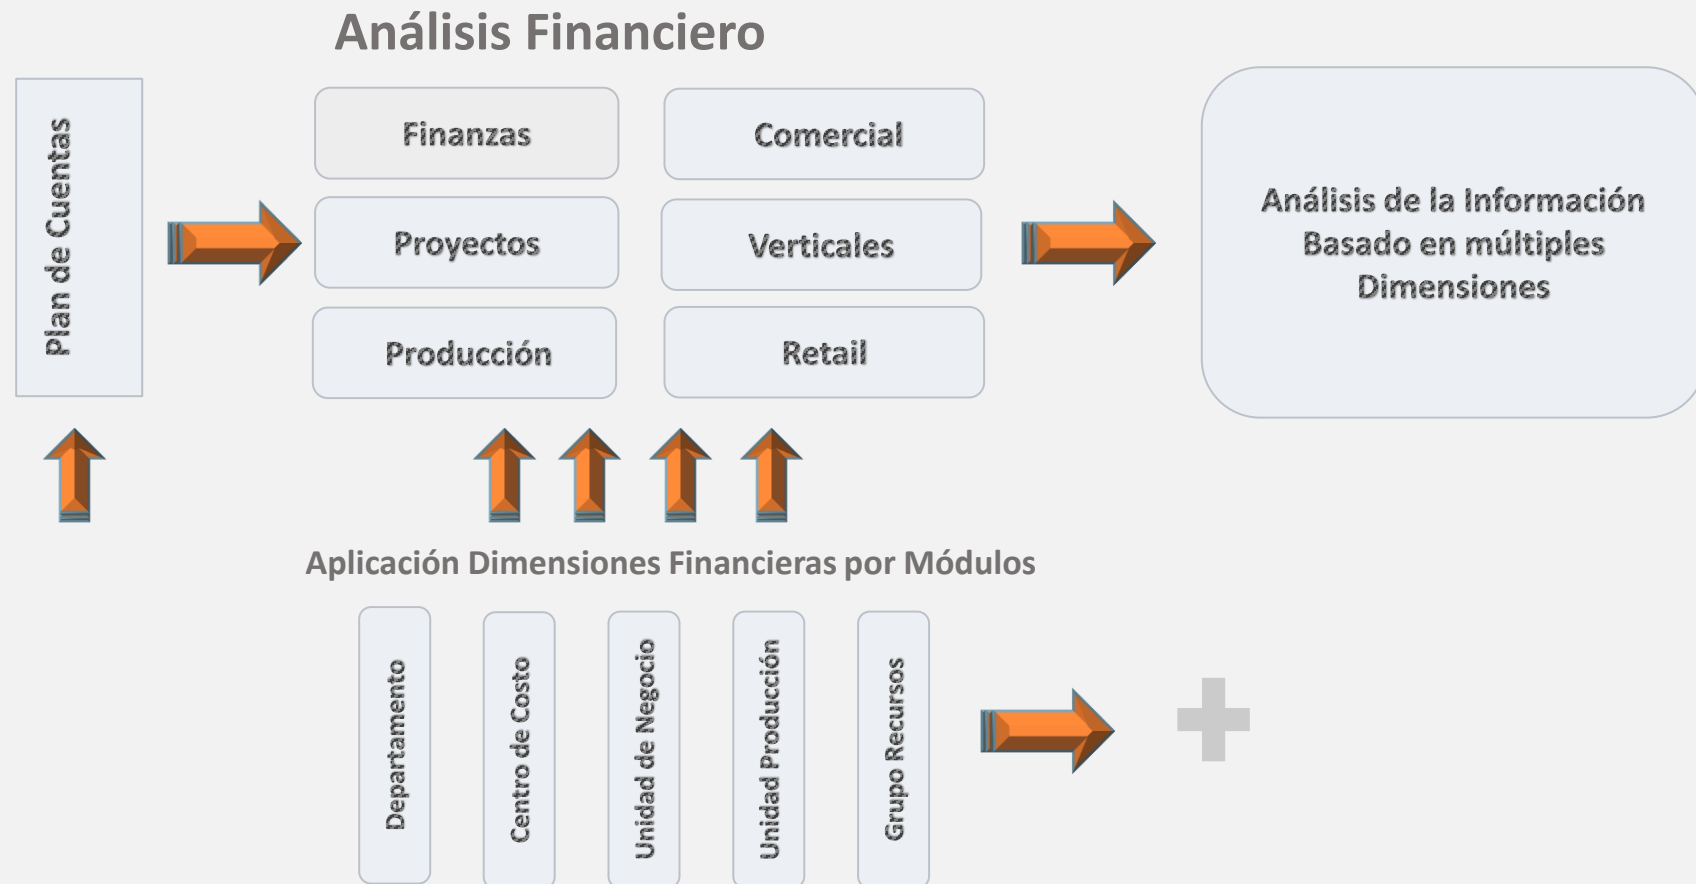 Análisis Financiero
Plan de Cuentas
Finanzas
Comercial
Proyectos
Verticales
Producción
Retail
Análisis de la Información
Basado en múltiples
Dimensiones
Aplicación Dimensiones Financieras por Módulos
Departamento
Centro de Costo
Unidad de Negocio
Unidad Producción
Grupo Recursos